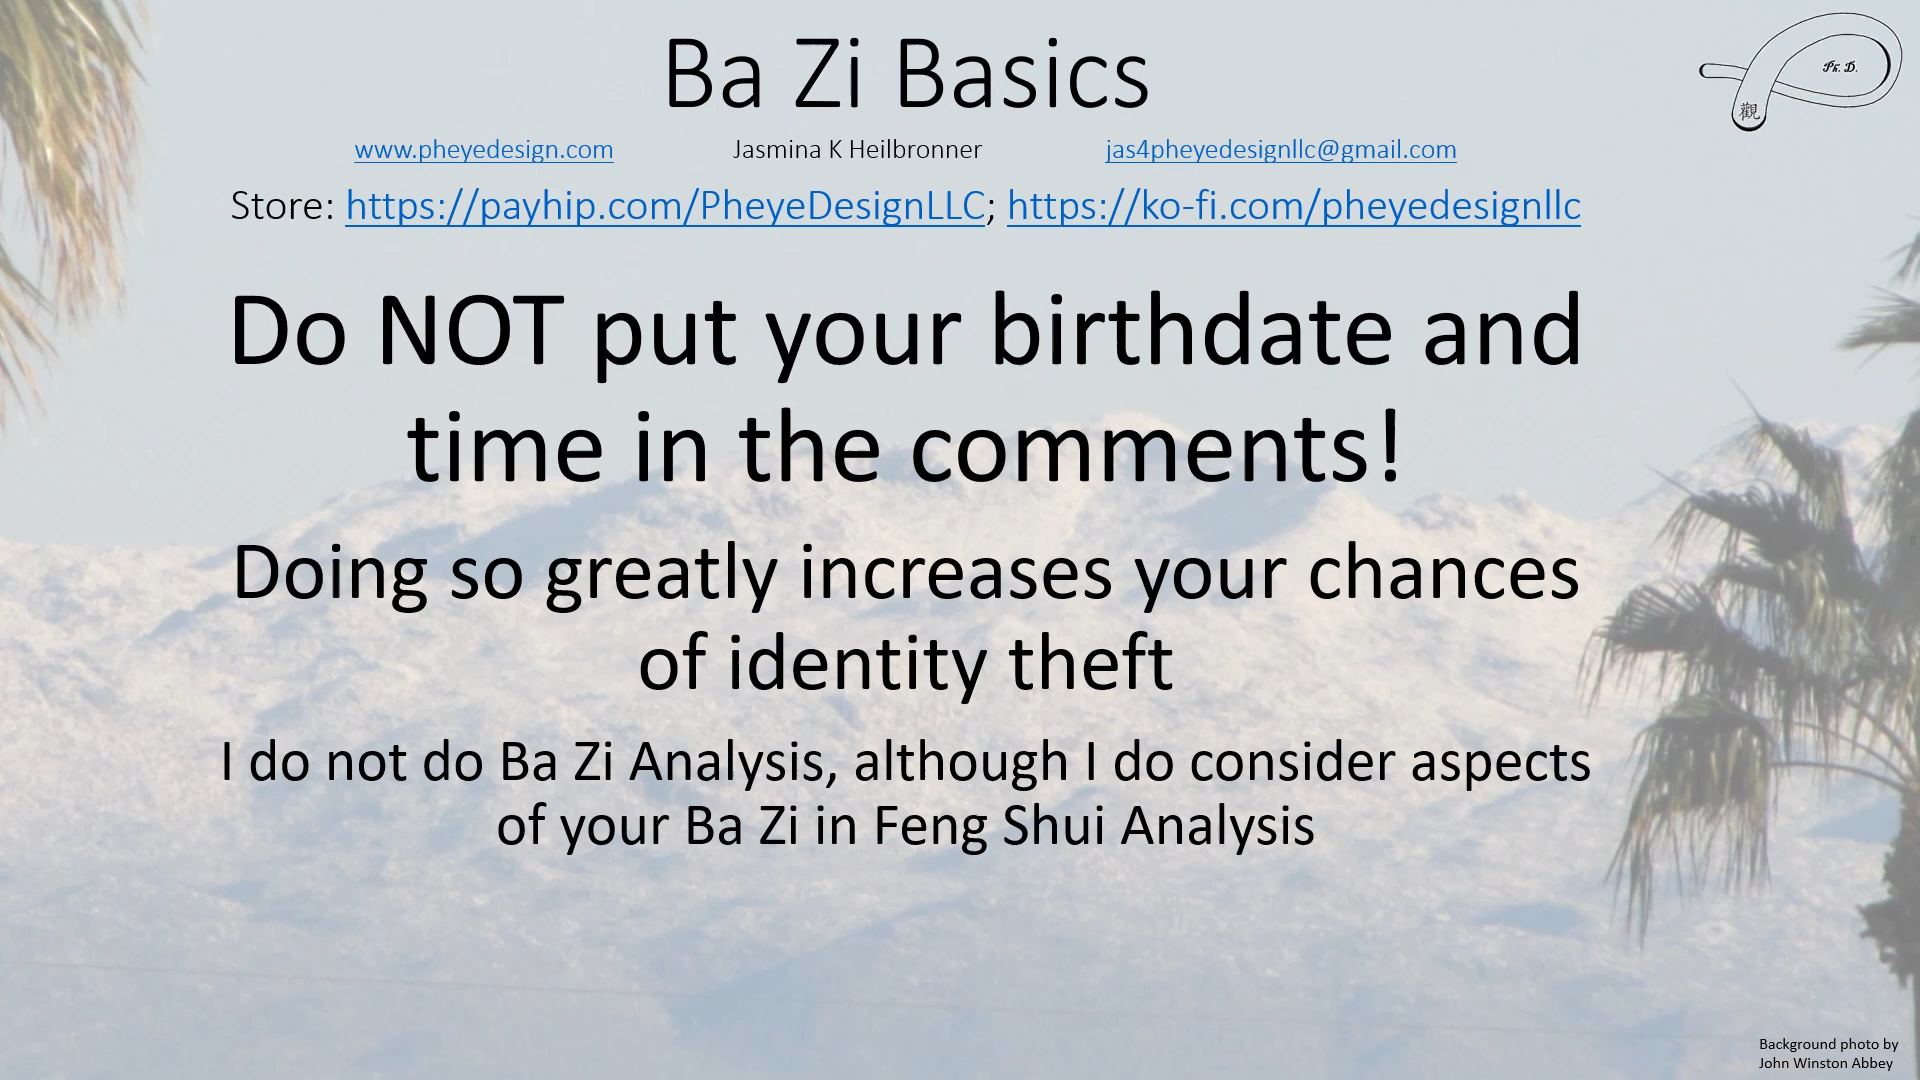 Ba Zi Basics
Ph. D.
觀
www.pheyedesign.com Jasmina K Heilbronner jas4pheyedesignllc@gmail.com
Store: https://payhip.com/PheyeDesignLLC; https://ko-fi.com/pheyedesignllc
Do NOT put your birthdate and
time in the comments!
Doing so greatly increases your chances
of identity theft
I do not do Ba Zi Analysis, although I do consider aspects
of your Ba Zi in Feng Shui Analysis
Background photo by
John Winston Abbey